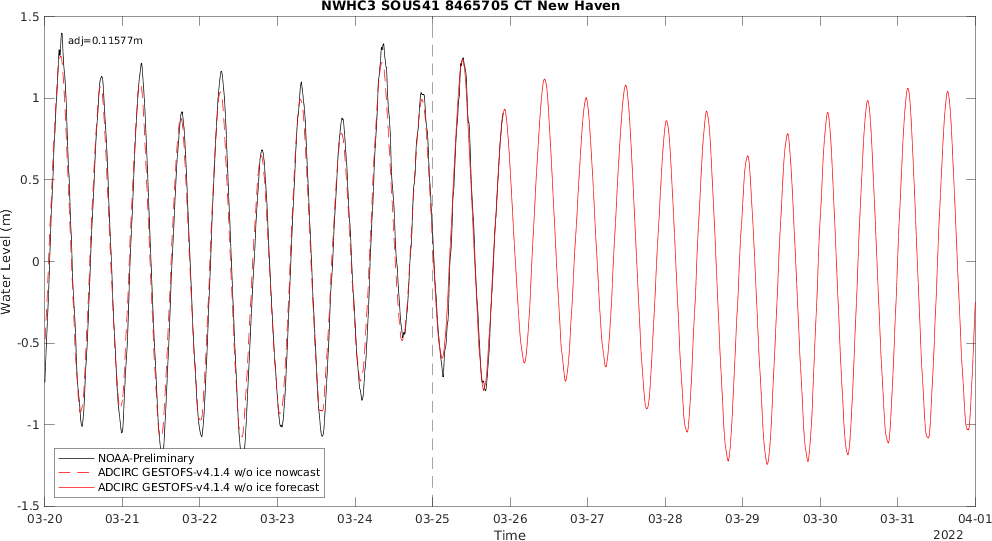 NWHC3 SOUS41 8465705 CT New Haven
1.5
adj=0.11577m
1
0.5
0
-0.5
-1
-1.5
Water Level (m)
NOAA-Preliminary
ADCIRC GESTOFS-v4.1.4 w/o ice nowcast
ADCIRC GESTOFS-v4.1.4 w/o ice forecast
03-20 03-21 03-22 03-23 03-24 03-25 03-26 03-27 03-28 03-29 03-30 03-31 04-01
Time
2022